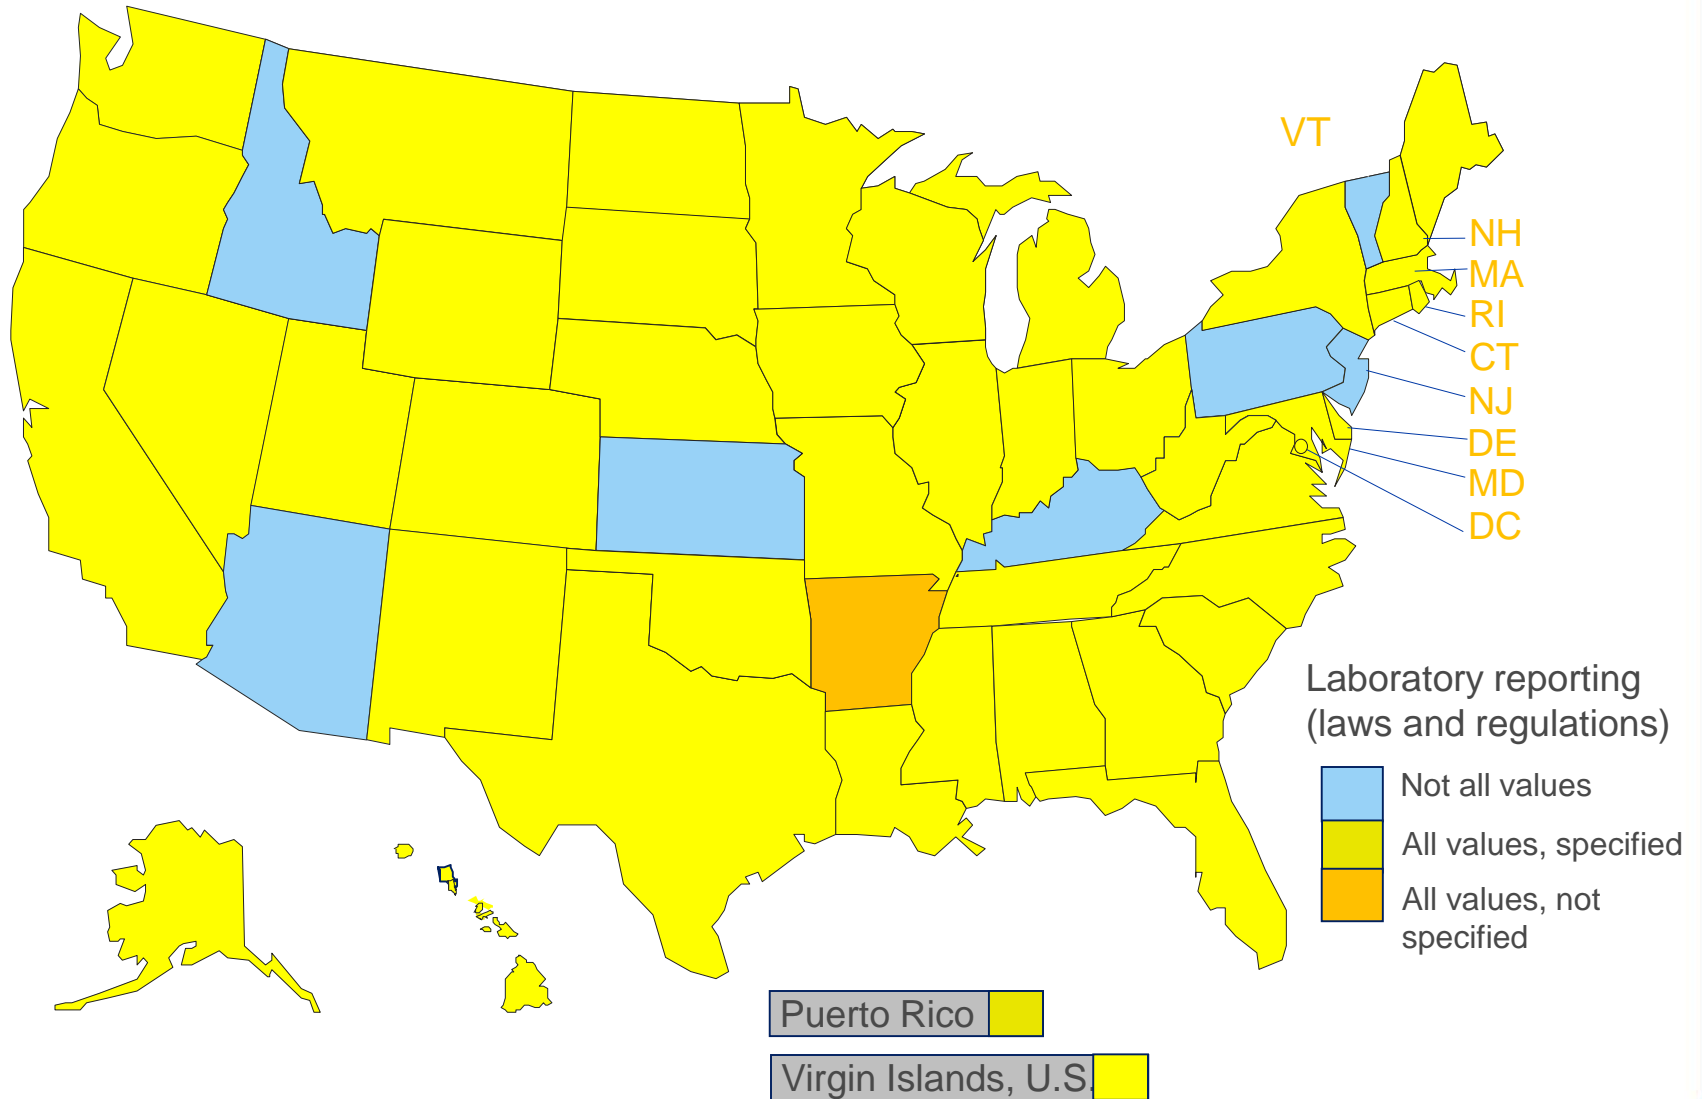 VT
NH
MA
RI
CT
NJ
DE
MD
DC
Laboratory reporting
(laws and regulations)
Not all values
All values, specified
All values, not
specified
Puerto Rico
Virgin Islands, U.S.